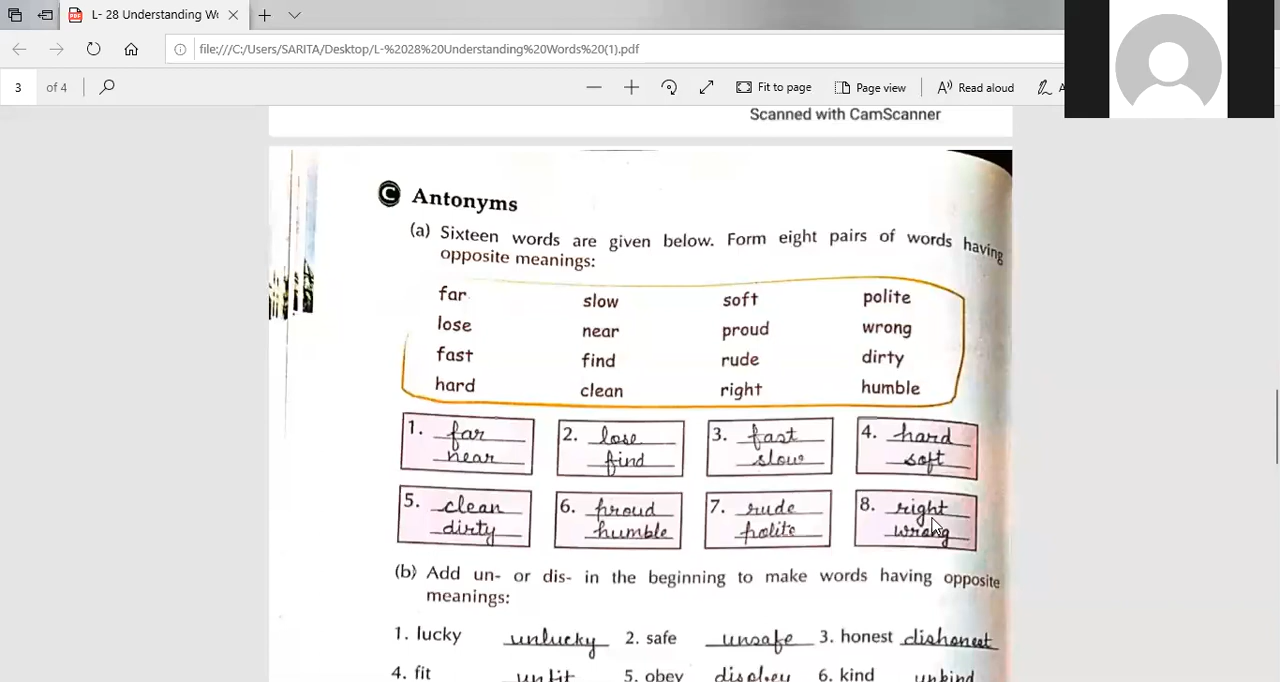 L- 28 Understanding Wo
file:///C:/Users/SARITA/Desktop/L-%2028%20Understanding%20Words%20(1).pdf
3 of 4 Fit to page Page view Read aloud
Scanned with CamScanner
C Antonyms
(a) Sixteen words are given below. Form eight pairs of words having
opposite meanings:
far slow soft polite
lose near proud wrong
fast find rude dirty
hard clean right humble
1. far 2. lose 3. fast 4. hard
near find slow soft
5. clean 6. proud 7. rude 8. right
dirty humble polite wrong
(b) Add un- or dis- in the beginning to make words having opposite
meanings:
1. lucky unlucky 2. safe unsafe 3. honest dishonest
4. fit unfit 5. obey disobey 6. kind unkind